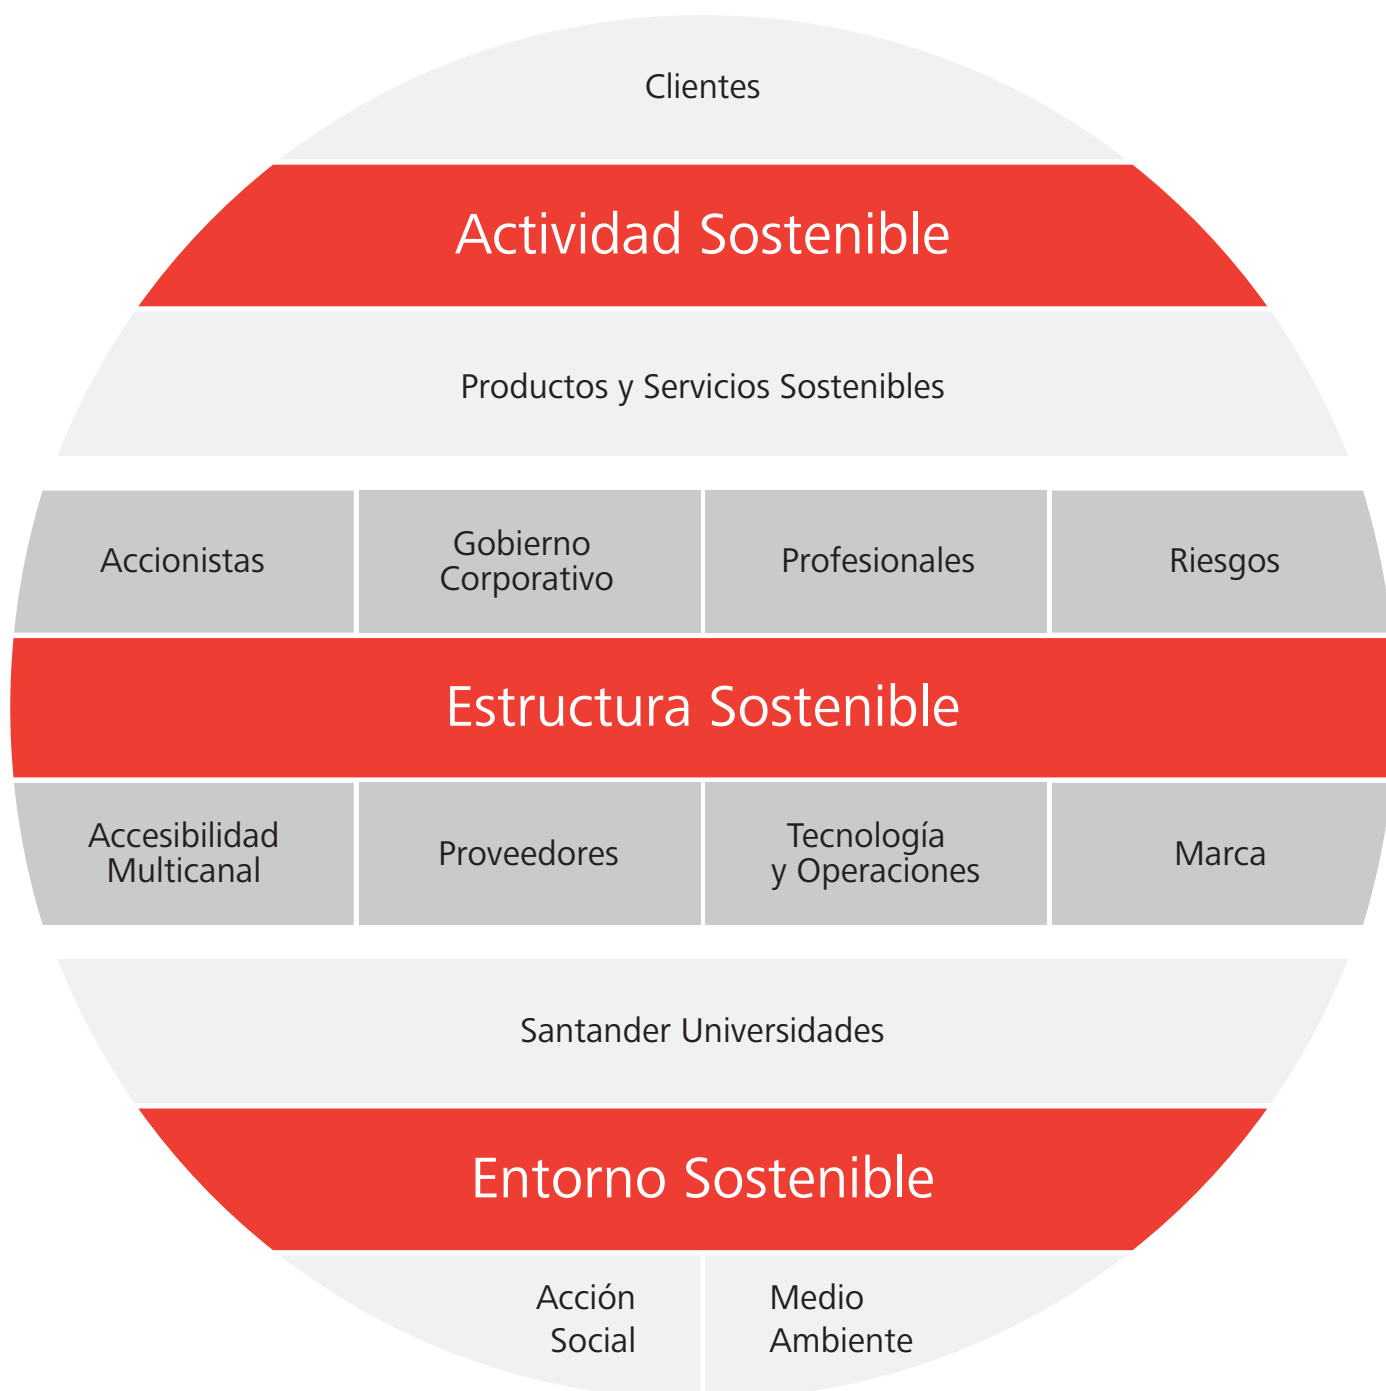 Clientes
Actividad Sostenible
Productos y Servicios Sostenibles
Accionistas
Gobierno
Corporativo
Profesionales
Riesgos
Estructura Sostenible
Accesibilidad
Multicanal
Proveedores
Tecnología
y Operaciones
Marca
Santander Universidades
Entorno Sostenible
Acción
Social
Medio
Ambiente